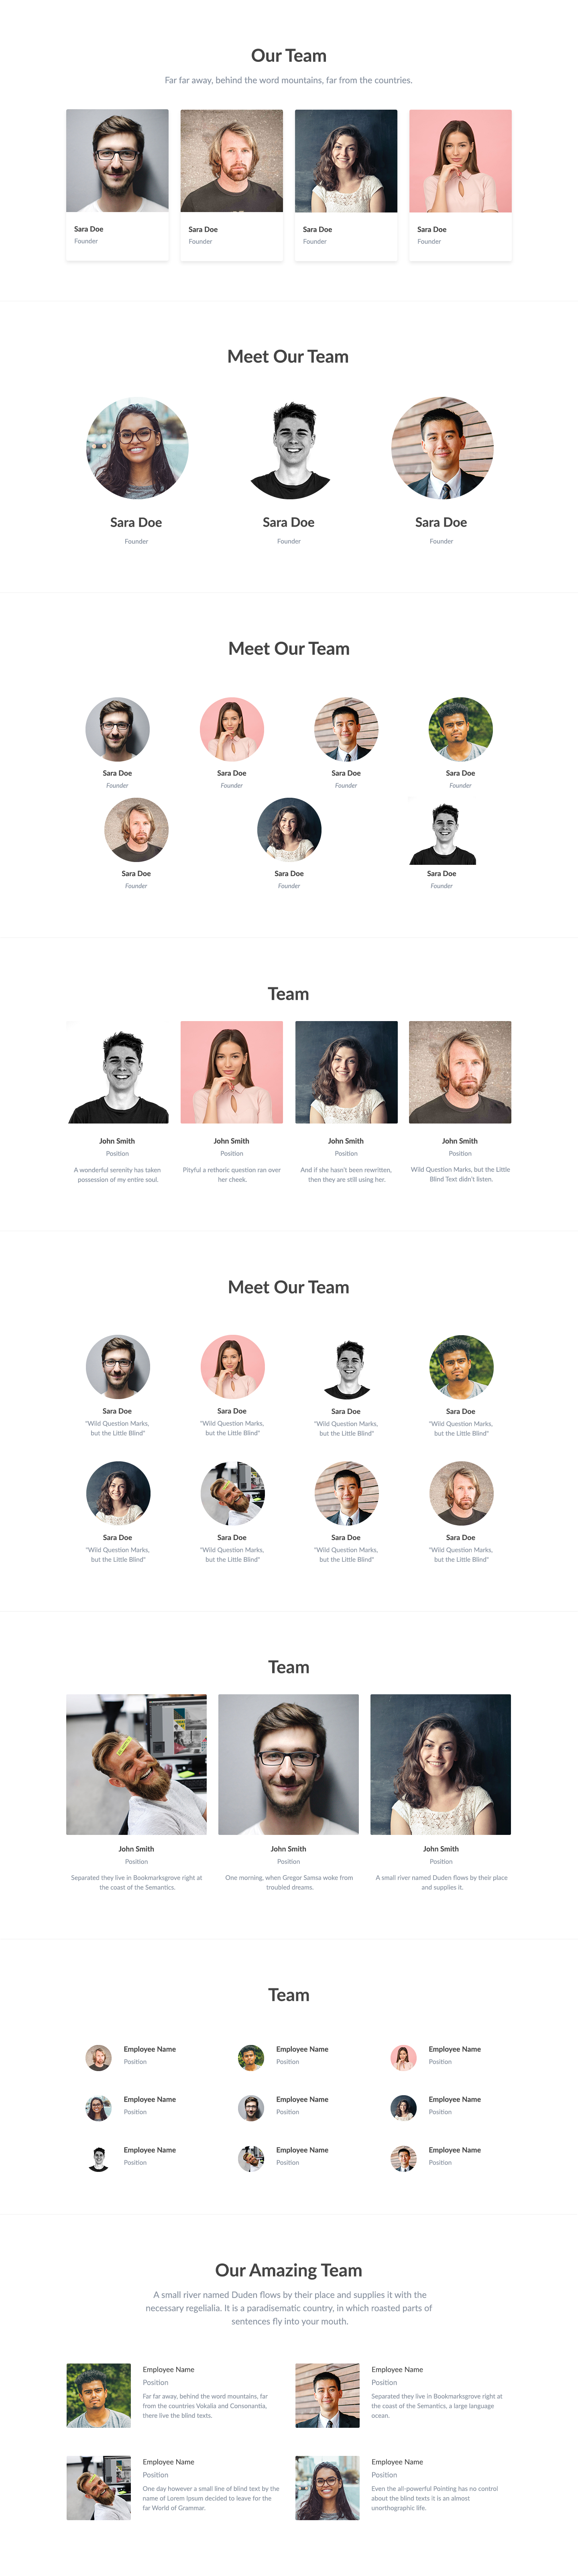 Our Team
Far far away, behind the word mountains, far from the countries.
Sara Doe
Founder
Sara Doe
Founder
Sara Doe
Founder
Sara Doe
Founder
Meet Our Team
Sara Doe
Founder
Sara Doe
Founder
Sara Doe
Founder
Meet Our Team
Sara Doe
Founder
Sara Doe
Founder
Sara Doe
Founder
Sara Doe
Founder
Sara Doe
Founder
Sara Doe
Founder
Sara Doe
Founder
Team
John Smith
Position
A wonderful serenity has taken
possession of my entire soul.
John Smith
Position
Pityful a rethoric question ran over
her cheek.
John Smith
Position
And if she hasn't been rewritten,
then they are still using her.
John Smith
Position
Wild Question Marks, but the Little
Blind Text didn't listen.
Meet Our Team
Sara Doe
"Wild Question Marks,
but the Little Blind"
Sara Doe
"Wild Question Marks,
but the Little Blind"
Sara Doe
"Wild Question Marks,
but the Little Blind"
Sara Doe
"Wild Question Marks,
but the Little Blind"
Sara Doe
"Wild Question Marks,
but the Little Blind"
Sara Doe
"Wild Question Marks,
but the Little Blind"
Sara Doe
"Wild Question Marks,
but the Little Blind"
Sara Doe
"Wild Question Marks,
but the Little Blind"
Team
John Smith
Position
Separated they live in Bookmarksgrove right at
the coast of the Semantics.
John Smith
Position
One morning, when Gregor Samsa woke from
troubled dreams.
John Smith
Position
A small river named Duden flows by their place
and supplies it.
Team
Employee Name
Position
Employee Name
Position
Employee Name
Position
Employee Name
Position
Employee Name
Position
Employee Name
Position
Employee Name
Position
Employee Name
Position
Employee Name
Position
Our Amazing Team
A small river named Duden flows by their place and supplies it with the
necessary regelialia. It is a paradisematic country, in which roasted parts of
sentences fly into your mouth.
Employee Name
Position
Far far away, behind the word mountains, far
from the countries Vokalia and Consonantia,
there live the blind texts.
Employee Name
Position
Separated they live in Bookmarksgrove right at
the coast of the Semantics, a large language
ocean.
Employee Name
Position
One day however a small line of blind text by the
name of Lorem Ipsum decided to leave for the
far World of Grammar.
Employee Name
Position
Even the all-powerful Pointing has no control
about the blind texts it is an almost
unorthographic life.